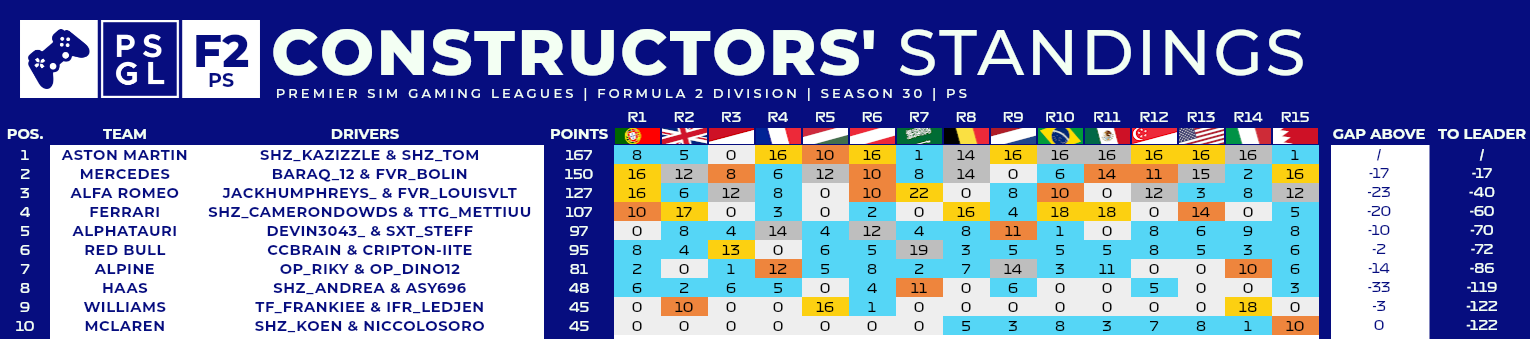 PS
GL
F2
PS
CONSTRUCTORS' STANDINGS
PREMIER SIM GAMING LEAGUES | FORMULA 2 DIVISION | SEASON 30 | PS
R1 R2 R3 R4 R5 R6 R7 R8 R9 R10 R11 R12 R13 R14 R15
POS. TEAM DRIVERS POINTS GAP ABOVE TO LEADER
1 ASTON MARTIN SHZ_KAZIZZLE & SHZ_TOM 167 8 5 0 16 10 16 1 14 16 16 16 16 16 16 1 / /
2 MERCEDES BARAQ_12 & FVR_BOLIN 150 16 12 8 6 12 10 8 14 0 6 14 11 15 2 16 -17 -17
3 ALFA ROMEO JACKHUMPHREYS_ & FVR_LOUISVLT 127 16 6 12 8 0 10 22 0 8 10 0 12 3 8 12 -23 -40
4 FERRARI SHZ_CAMERONDOWDS & TTG_METTIUU 107 10 17 0 3 0 2 0 16 4 18 18 0 14 0 5 -20 -60
5 ALPHATAURI DEVIN3043_ & SXT_STEFF 97 0 8 4 14 4 12 4 8 11 1 0 8 6 9 8 -10 -70
6 RED BULL CCBRAIN & CRIPTON-IITE 95 8 4 13 0 6 5 19 3 5 5 5 8 5 3 6 -2 -72
7 ALPINE OP_RIKY & OP_DINO12 81 2 0 1 12 5 8 2 7 14 3 11 0 0 10 6 -14 -86
8 HAAS SHZ_ANDREA & ASY696 48 6 2 6 5 0 4 11 0 6 0 0 5 0 0 3 -33 -119
9 WILLIAMS TF_FRANKIEE & IFR_LEDJEN 45 0 10 0 0 16 1 0 0 0 0 0 0 0 18 0 -3 -122
10 MCLAREN SHZ_KOEN & NICCOLOSORO 45 0 0 0 0 0 0 0 5 3 8 3 7 8 1 10 0 -122